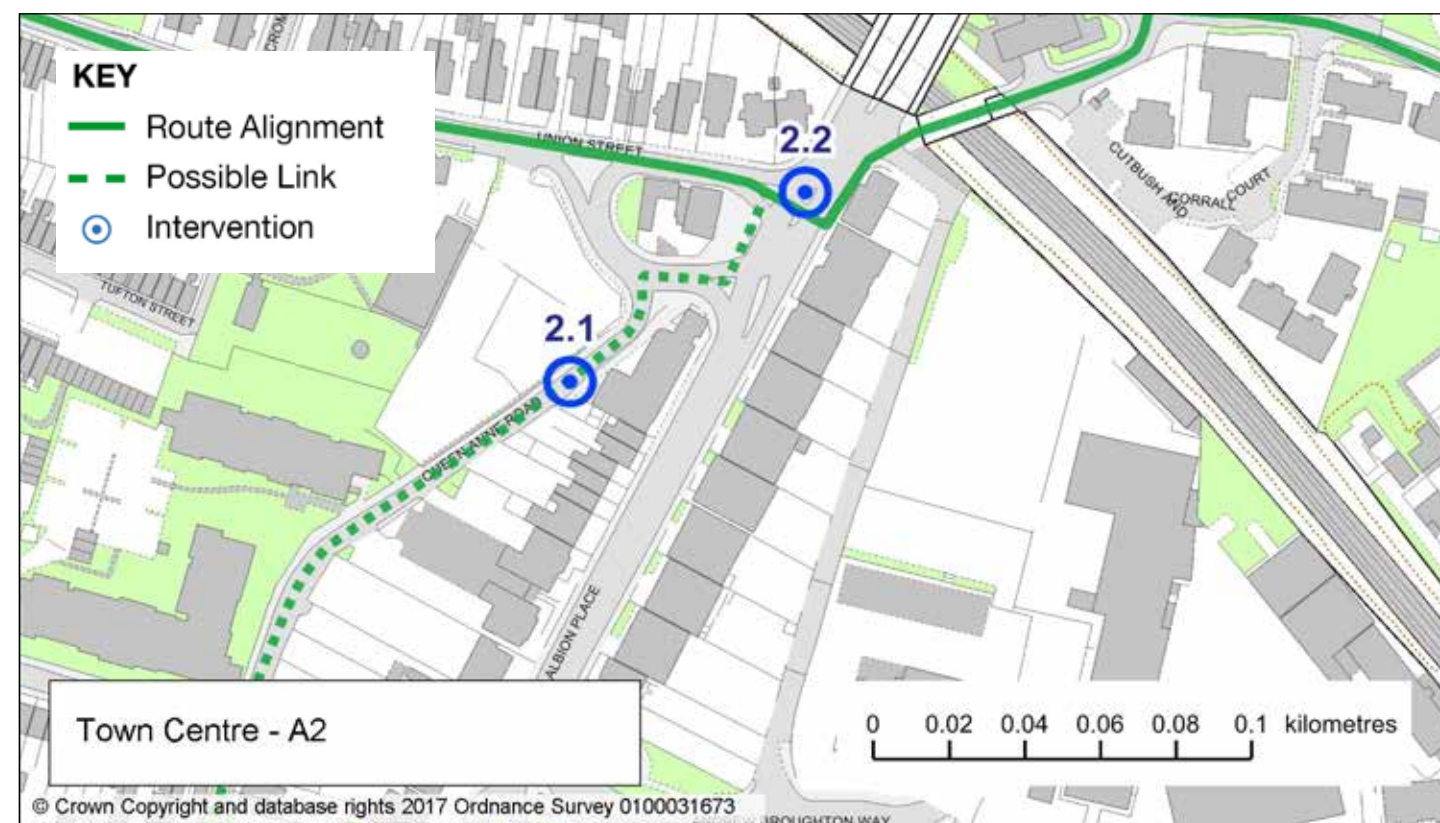 KEY
Route Alignment
Possible Link
Intervention
UNION STREET
2.2
CUTBUSH AND
CORRALL
COURT
TUFTON STREET
2.1
QUEEN ANNE ROAD
ALBION PLACE
Town Centre - A2
0 0.02 0.04 0.06 0.08 0.1 kilometres
© Crown Copyright and database rights 2017 Ordnance Survey 0100031673
WAY